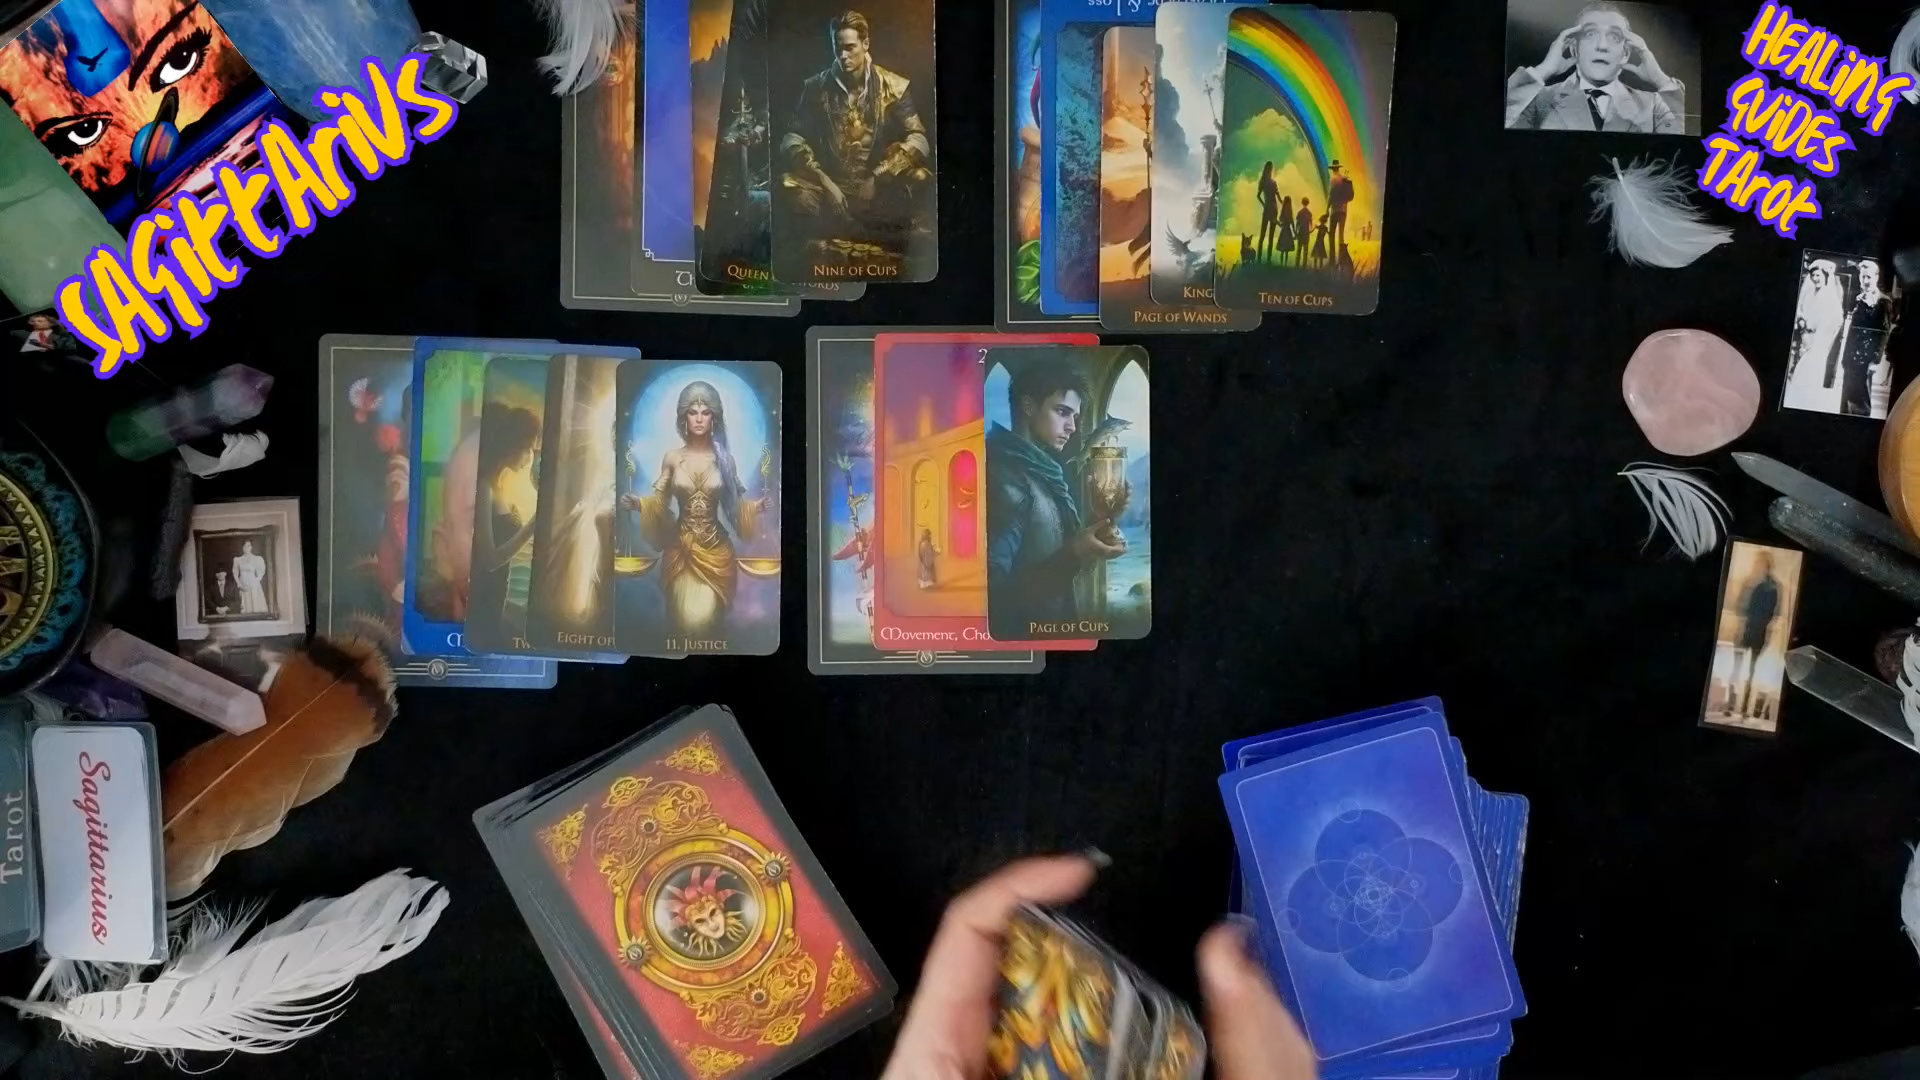 SAGittAriUS
HEALiNG
GUiDES
TArot
QUEEN
NINE OF CUPS
KING
PAGE OF WANDS
TEN OF CUPS
EIGHT OF
11. JUSTICE
Movement, Cho
PAGE OF CUPS
Tarot
Sagittarius